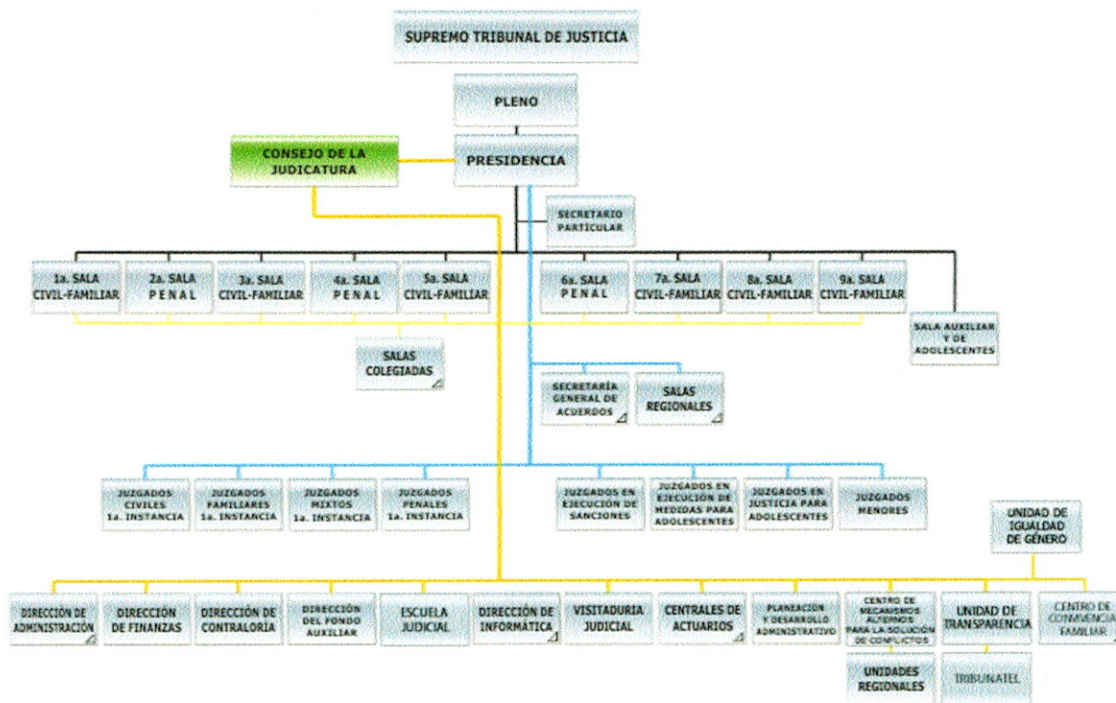 SUPREMO TRIBUNAL DE JUSTICIA
PLENO
CONSEJO DE LA
JUDICATURA
PRESIDENCIA
SECRETARIO
PARTICULAR
1a. SALA
CIVIL-FAMILIAR
2a. SALA
PENAL
3a. SALA
CIVIL-FAMILIAR
4a. SALA
PENAL
5a. SALA
CIVIL-FAMILIAR
6a. SALA
PENAL
7a. SALA
CIVIL-FAMILIAR
8a. SALA
CIVIL-FAMILIAR
9a. SALA
CIVIL-FAMILIAR
SALA AUXILIAR
Y DE
ADOLESCENTES
SALAS
COLEGIADAS
SECRETARÍA
GENERAL DE
ACUERDOS
SALAS
REGIONALES
JUZGADOS
CIVILES
1a. INSTANCIA
JUZGADOS
FAMILIARES
1a. INSTANCIA
JUZGADOS
MIXTOS
1a. INSTANCIA
JUZGADOS
PENALES
1a. INSTANCIA
JUZGADOS EN
EJECUCIÓN DE
SANCIONES
JUZGADOS EN
EJECUCIÓN DE
MEDIDAS PARA
ADOLESCENTES
JUZGADOS EN
JUSTICIA PARA
ADOLESCENTES
JUZGADOS
MENORES
UNIDAD DE
IGUALDAD
DE GÉNERO
DIRECCIÓN DE
ADMINISTRACIÓN
DIRECCIÓN
DE FINANZAS
DIRECCIÓN DE
CONTRALORÍA
DIRECCIÓN
DEL FONDO
AUXILIAR
ESCUELA
JUDICIAL
DIRECCIÓN DE
INFORMÁTICA
VISITADURIA
JUDICIAL
CENTRALES DE
ACTUARIOS
PLANEACIÓN
Y DESARROLLO
ADMINISTRATIVO
CENTRO DE
MECANISMOS
ALTERNOS
PARA LA SOLUCIÓN
DE CONFLICTOS
UNIDAD DE
TRANSPARENCIA
CENTRO DE
CONVIVENCIA
FAMILIAR
UNIDADES
REGIONALES
TRIBUNATEL